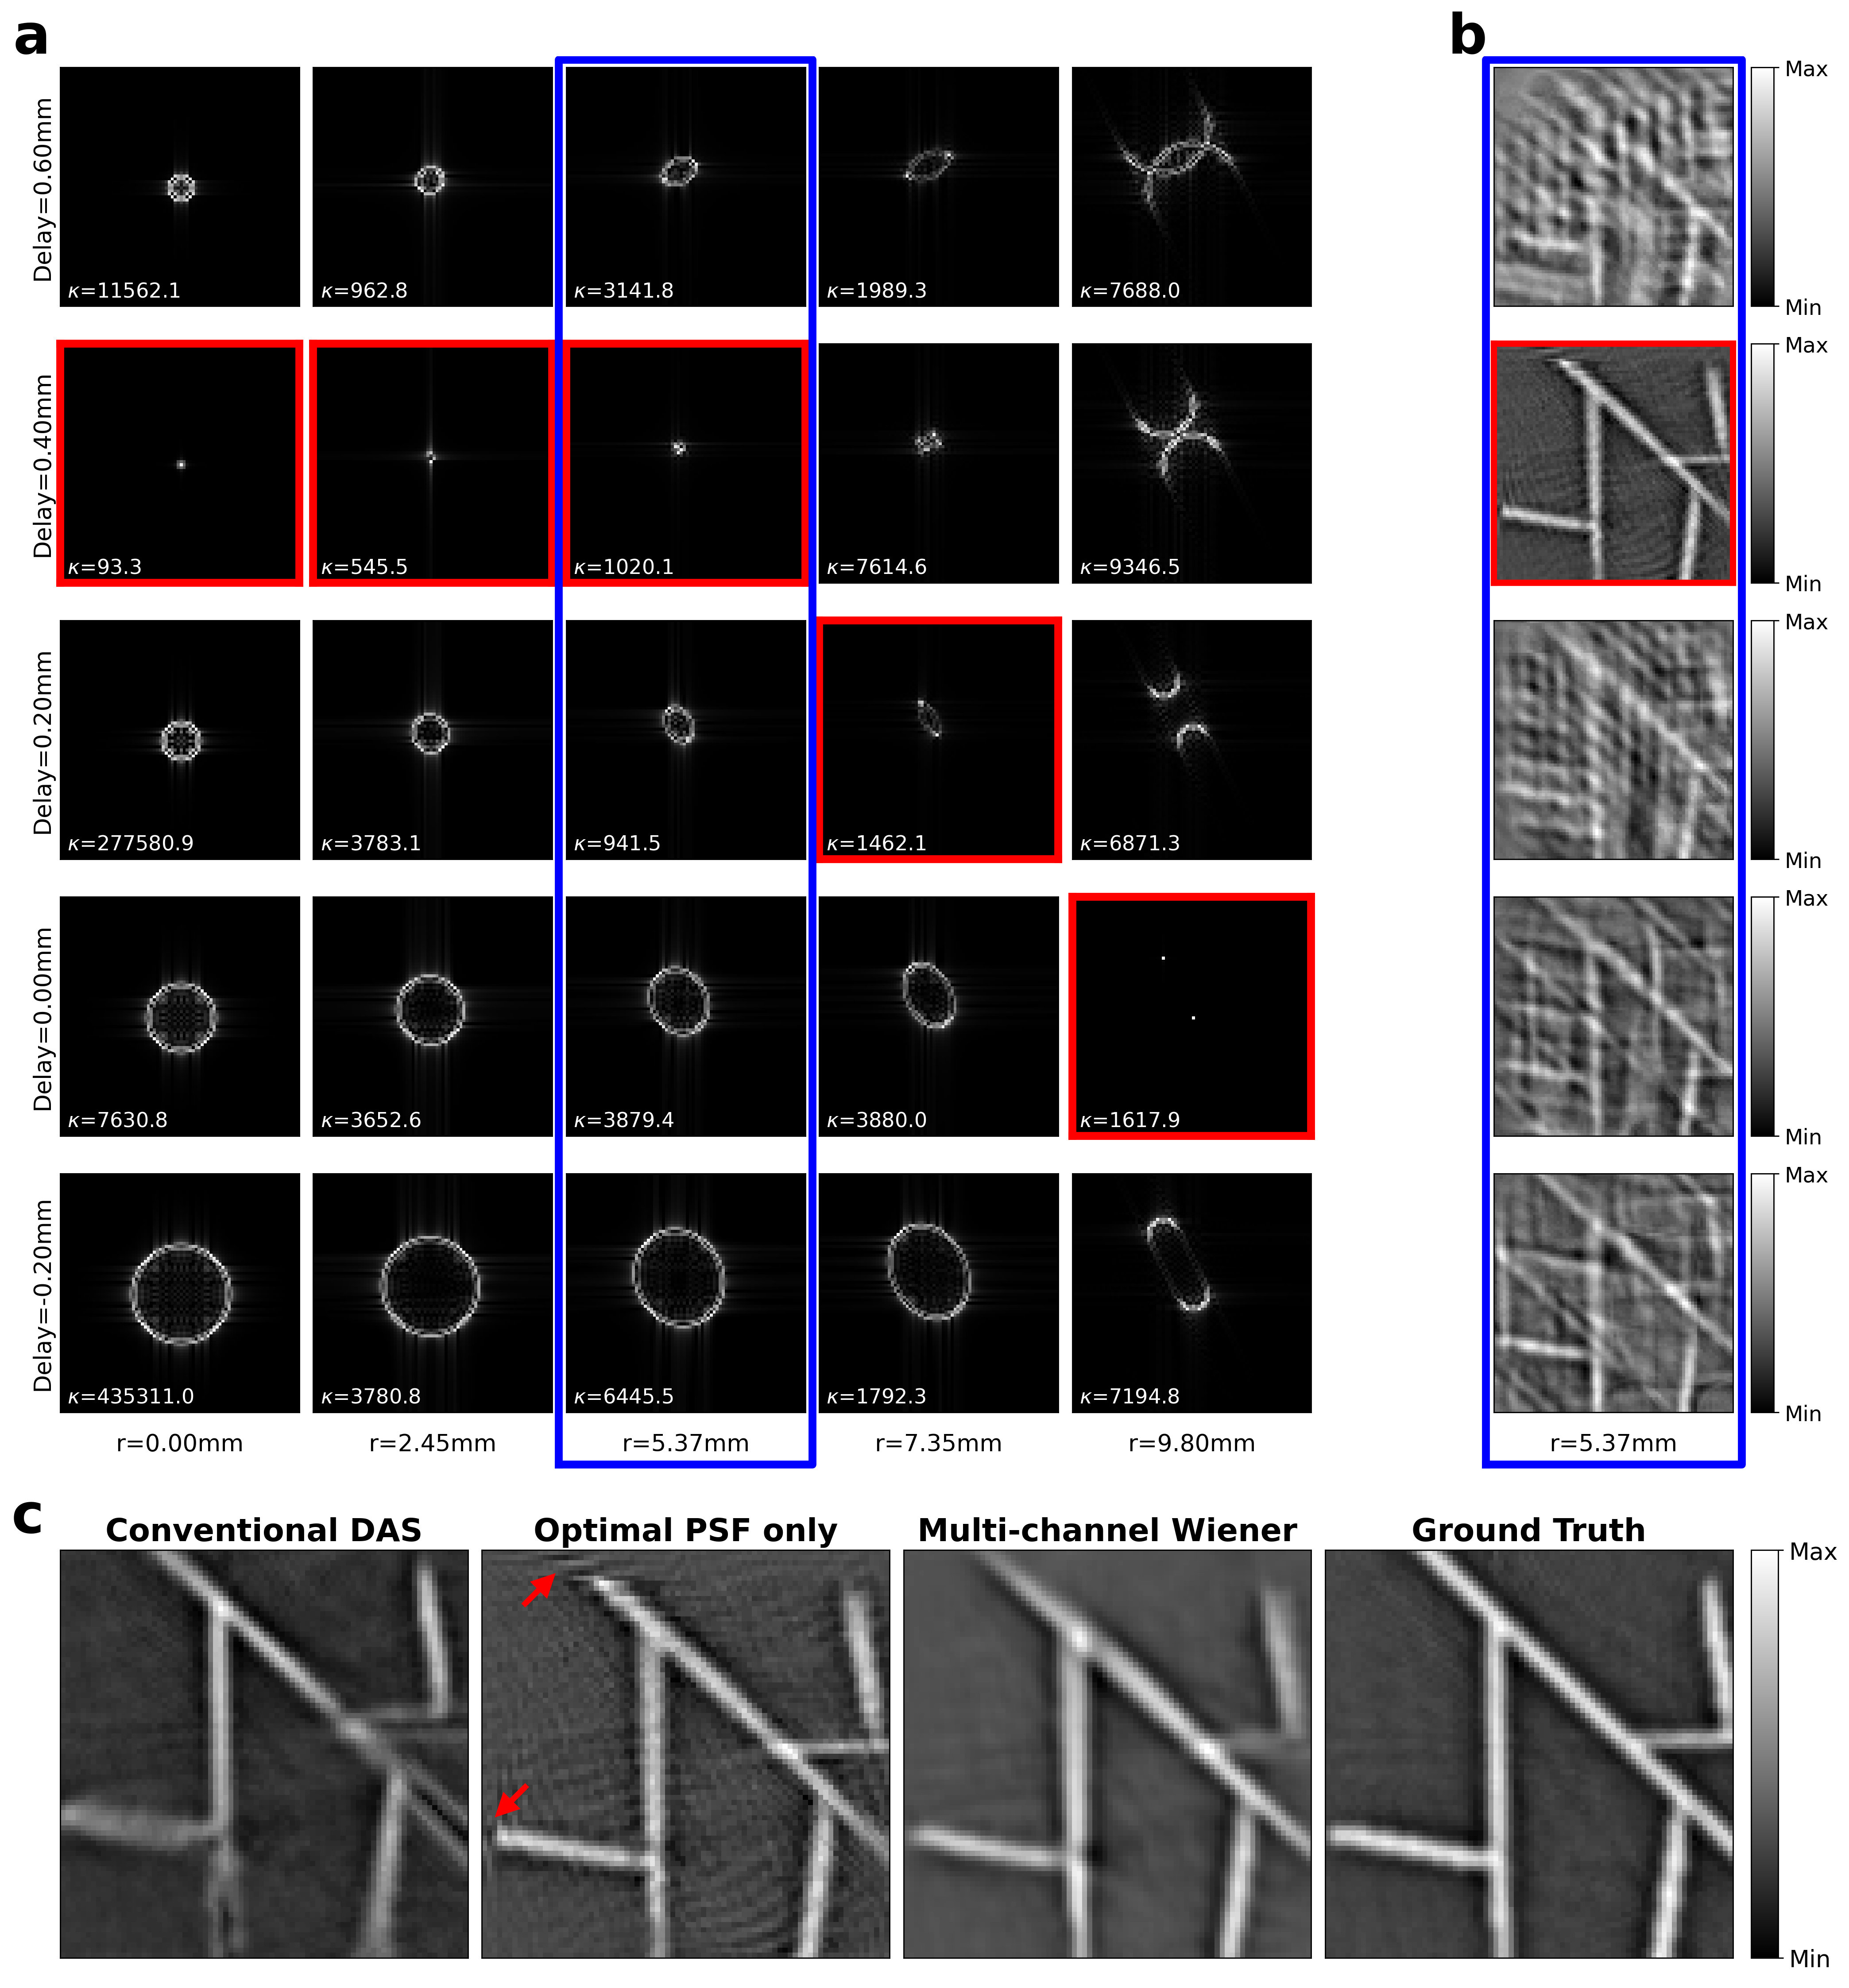 a
b
Delay=0.60mm
κ=11562.1
κ=962.8
κ=3141.8
κ=1989.3
κ=7688.0
Max
Min
Delay=0.40mm
κ=93.3
κ=545.5
κ=1020.1
κ=7614.6
κ=9346.5
Max
Min
Delay=0.20mm
κ=277580.9
κ=3783.1
κ=941.5
κ=1462.1
κ=6871.3
Max
Min
Delay=0.00mm
κ=7630.8
κ=3652.6
κ=3879.4
κ=3880.0
κ=1617.9
Max
Min
Delay=-0.20mm
κ=435311.0
κ=3780.8
κ=6445.5
κ=1792.3
κ=7194.8
Max
Min
r=0.00mm
r=2.45mm
r=5.37mm
r=7.35mm
r=9.80mm
r=5.37mm
c
Conventional DAS
Optimal PSF only
Multi-channel Wiener
Ground Truth
Max
Min